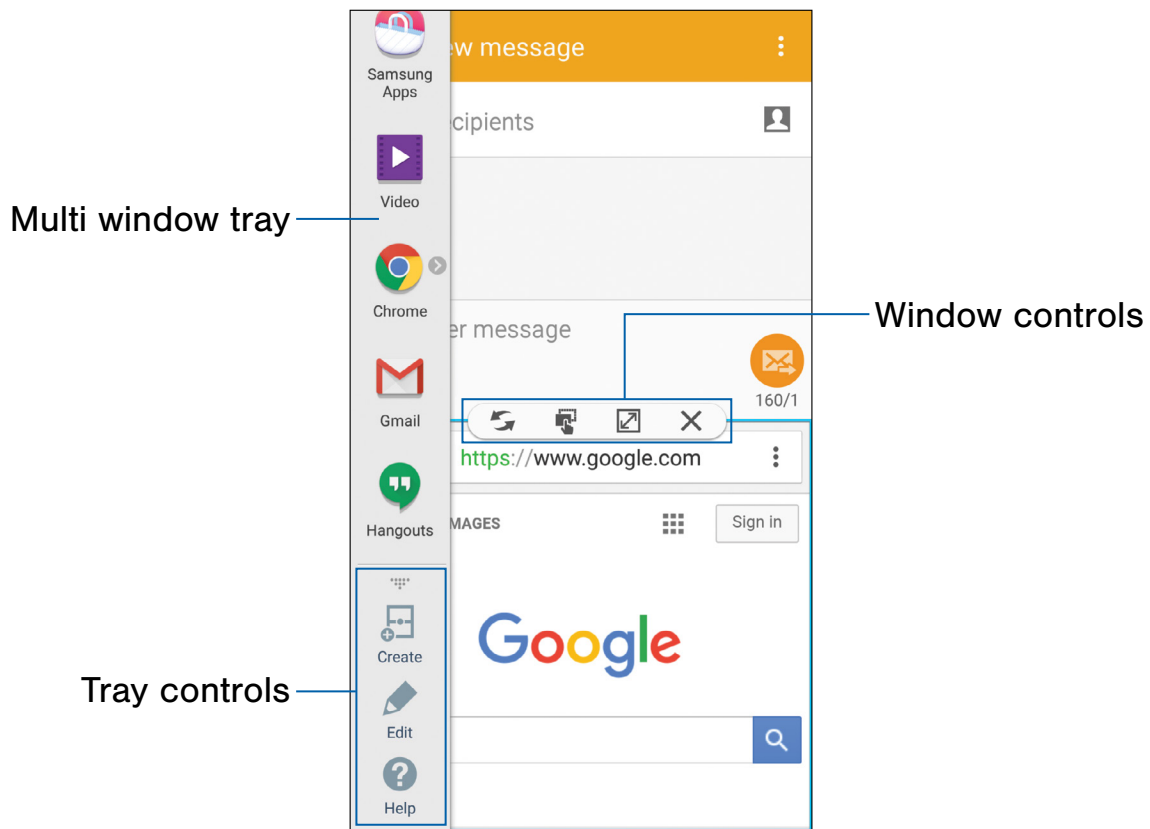 Samsung
Apps
ew message
ecipients
Video
Multi window tray
Chrome
Window controls
er message
160/1
Gmail
https://www.google.com
MAGES
Sign in
Hangouts
Create
Google
Tray controls
Edit
Help